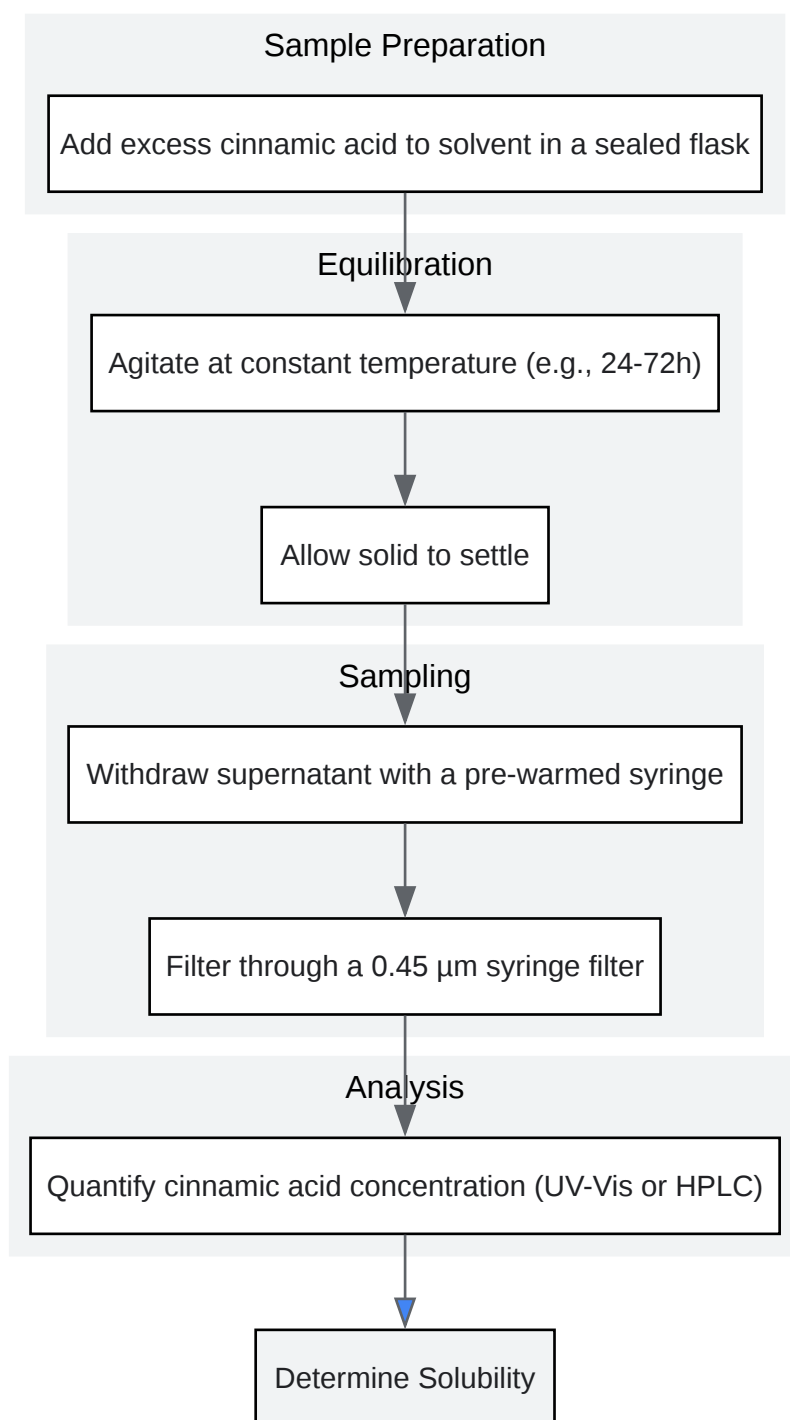 Sample Preparation
Add excess cinnamic acid to solvent in a sealed flask
Equilibration
Agitate at constant temperature (e.g., 24-72h)
Allow solid to settle
Sampling
Withdraw supernatant with a pre-warmed syringe
Filter through a 0.45 µm syringe filter
Analysis
Quantify cinnamic acid concentration (UV-Vis or HPLC)
Determine Solubility